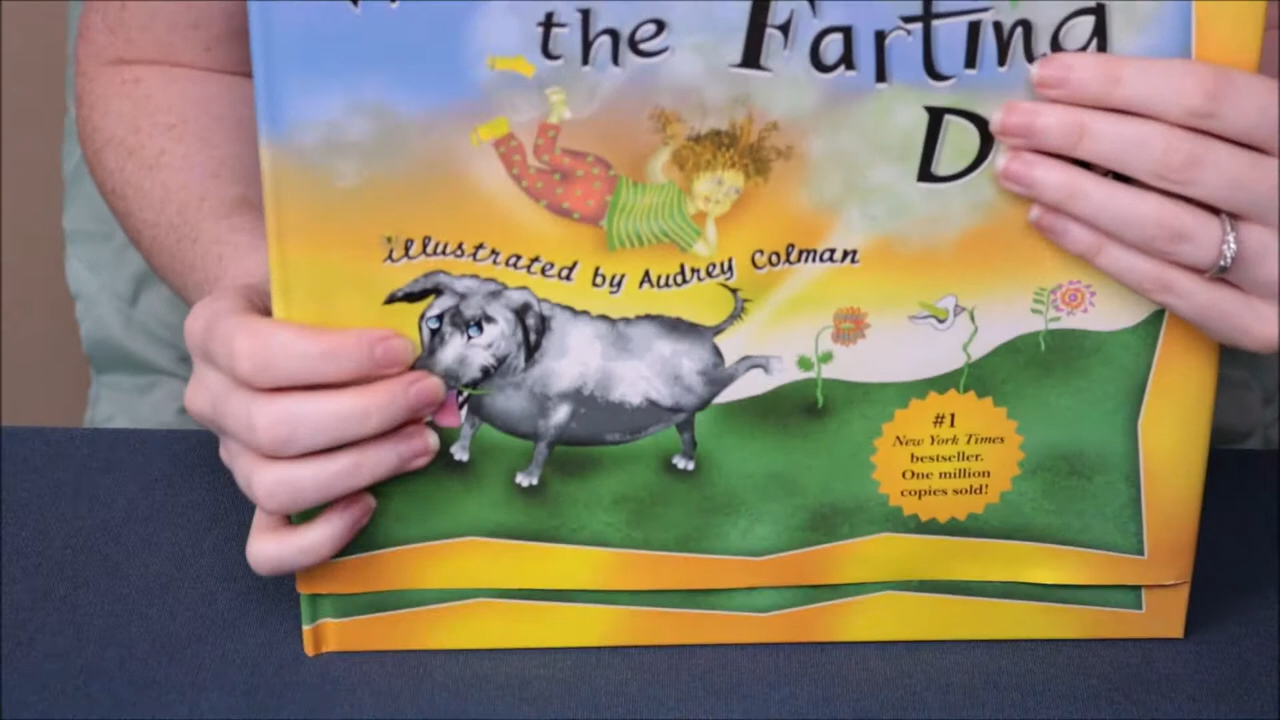 the Farting
D
illustrated by Audrey Colman
#1
New York Times
bestseller.
One million
copies sold!